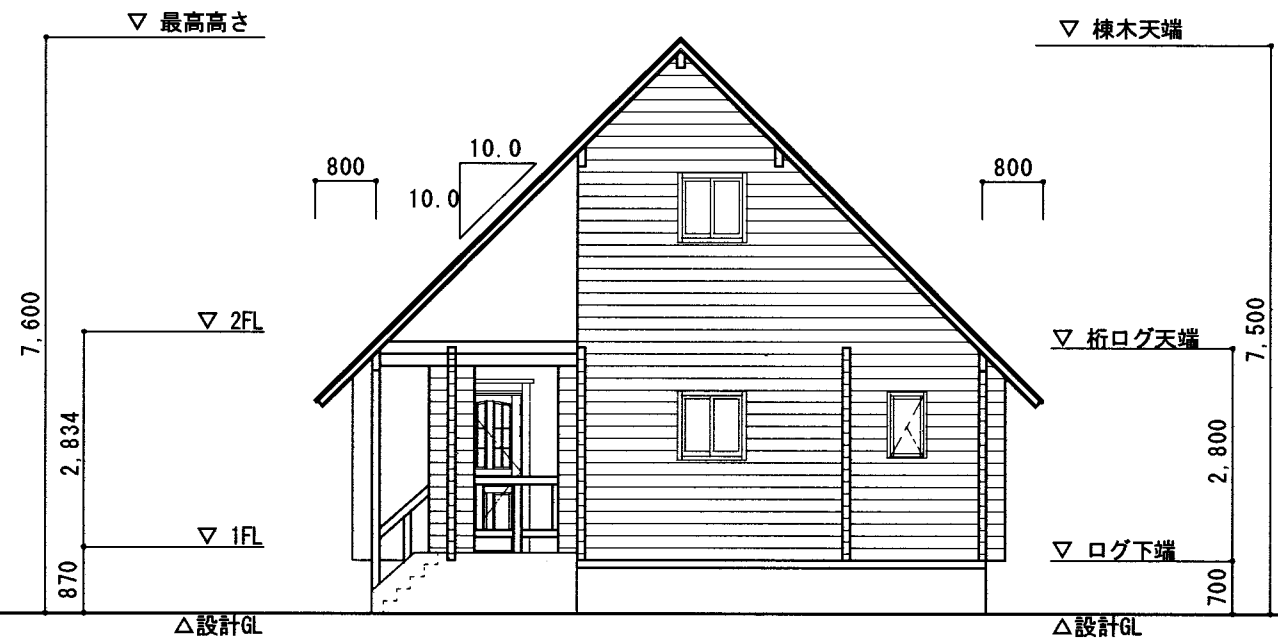 ▽ 最高高さ
▽ 棟木天端
10.0
800
10.0
800
7,600
▽ 2FL
7,500
▽ 桁ログ天端
2,834
2,800
▽ 1FL
▽ ログ下端
870
700
△設計GL
△設計GL